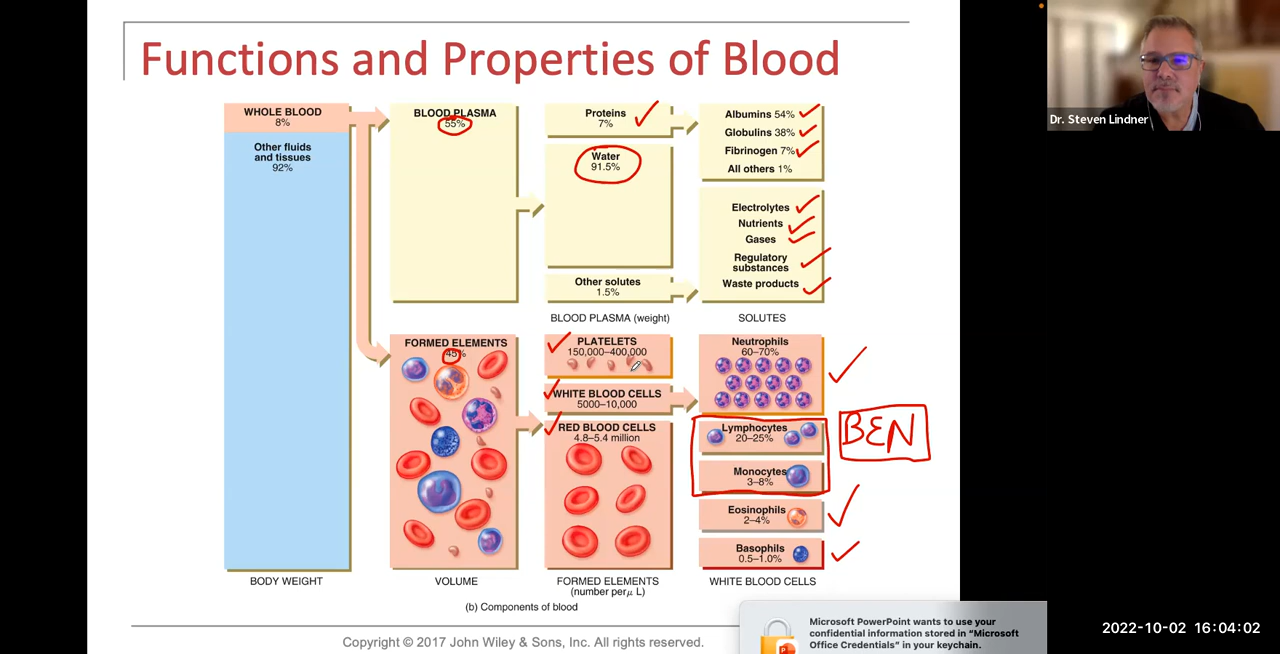 Functions and Properties of Blood
Dr. Steven Lindner
WHOLE BLOOD
8%
Other fluids
and tissues
92%
BODY WEIGHT
BLOOD PLASMA
55%
Proteins
7%
Water
91.5%
Other solutes
1.5%
BLOOD PLASMA (weight)
Albumins 54%
Globulins 38%
Fibrinogen 7%
All others 1%
Electrolytes
Nutrients
Gases
Regulatory
substances
Waste products
SOLUTES
FORMED ELEMENTS
45%
VOLUME
PLATELETS
150,000–400,000
WHITE BLOOD CELLS
5000–10,000
RED BLOOD CELLS
4.8–5.4 million
FORMED ELEMENTS
(number per μ L)
Neutrophils
60–70%
Lymphocytes
20–25%
Monocytes
3–8%
Eosinophils
2–4%
Basophils
0.5–1.0%
WHITE BLOOD CELLS
BEN
(b) Components of blood
Copyright © 2017 John Wiley & Sons, Inc. All rights reserved.
Microsoft PowerPoint wants to use your
confidential information stored in “Microsoft
Office Credentials” in your keychain.
2022-10-02 16:04:02